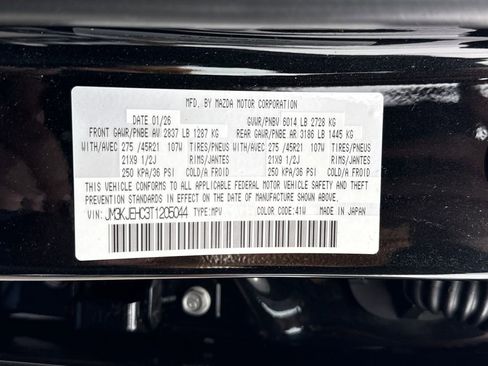 MFD. BY MAZDA MOTOR CORPORATION
DATE 01/26 GVWR/PNBV 6014 LB 2728 KG
FRONT GAWR/PNBE AV 2837 LB 1287 KG REAR GAWR/PNBE AR 3186 LB 1445 KG
WITH/AVEC 275 /45R21 107W TIRES/PNEUS WITH/AVEC 275 /45R21 107W TIRES/PNEUS
21X9 1/2J RIMS/JANTES 21X9 1/2J RIMS/JANTES
250 KPA/36 PSI COLD/A FROID 250 KPA/36 PSI COLD/A FROID
THIS VEHICLE CONFORMS TO ALL APPLICABLE FEDERAL MOTOR VEHICLE SAFETY AND THEFT
PREVENTION STANDARDS IN EFFECT ON THE DATE OF MANUFACTURE SHOWN ABOVE.
VIN: JM3KJEHC3T1205044 TYPE: MPV COLOR CODE: 41W MADE IN JAPAN